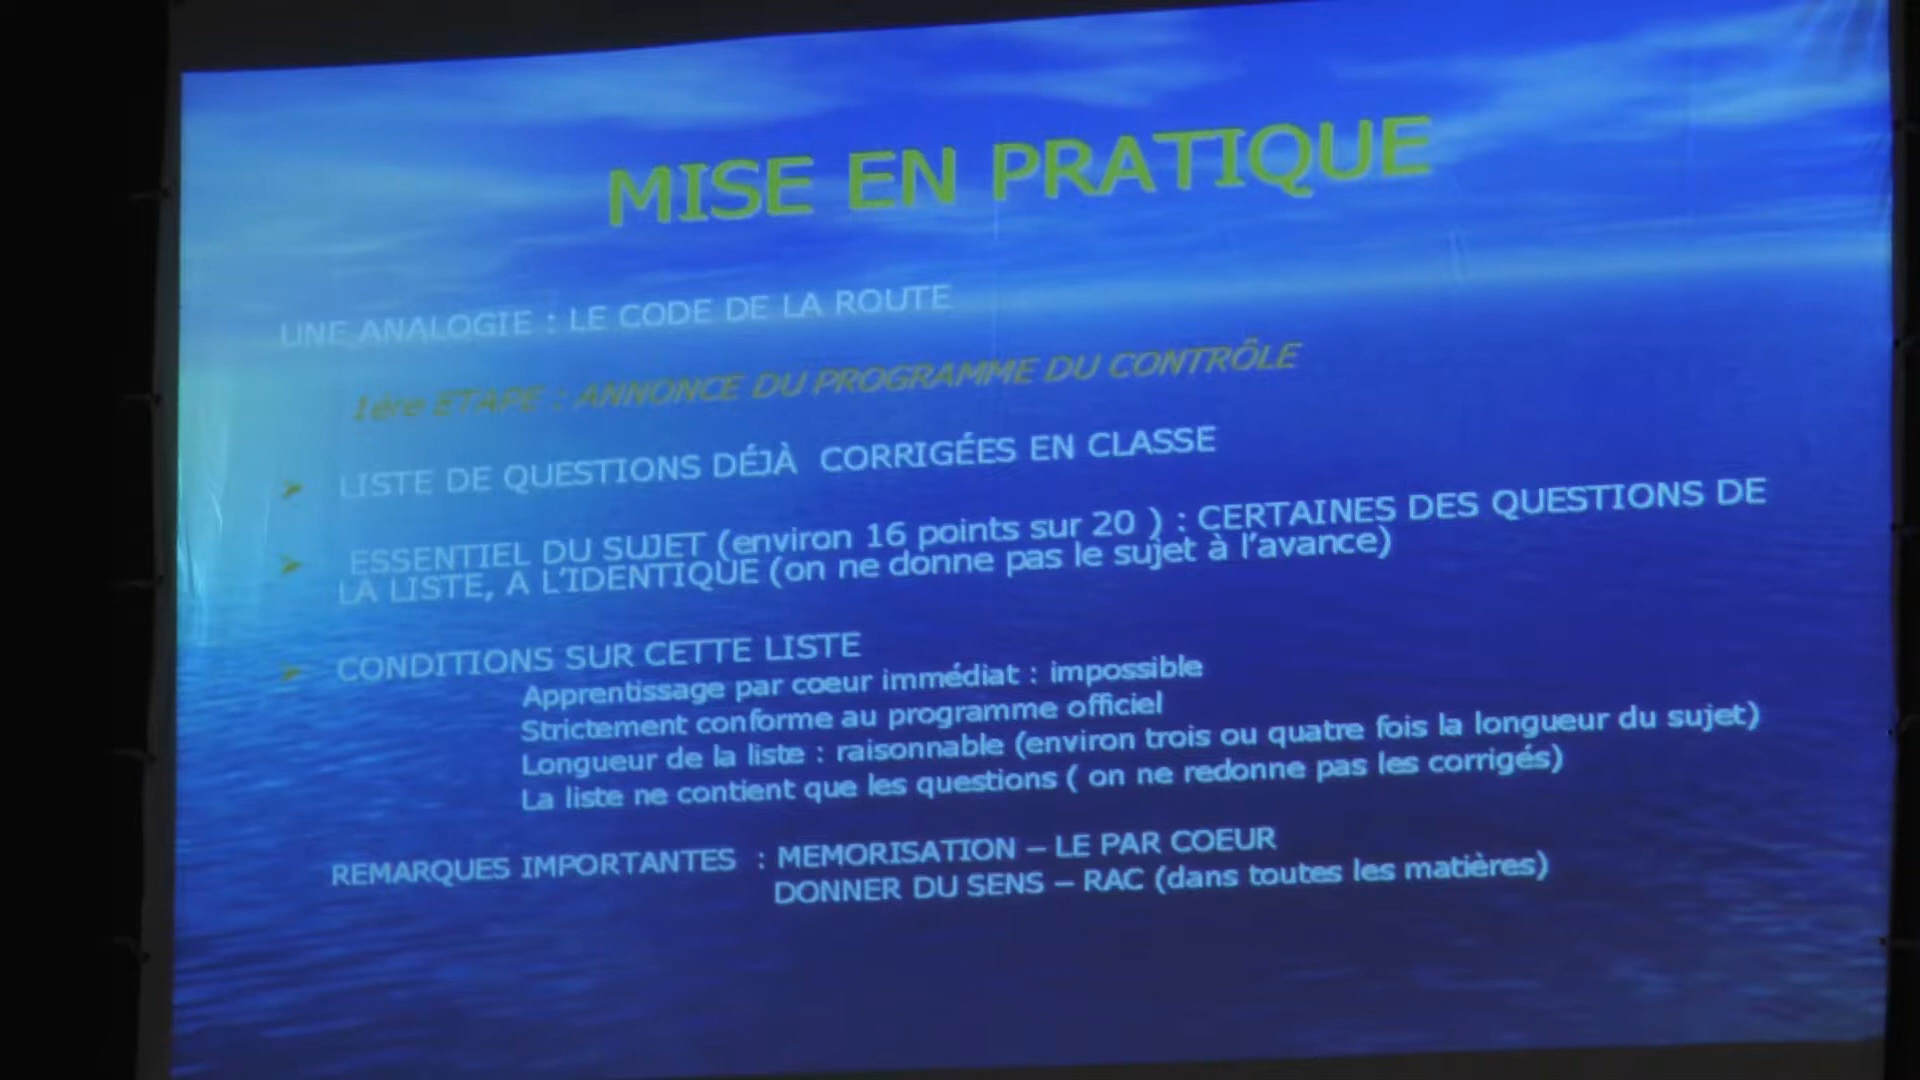 MISE EN PRATIQUE
UNE ANALOGIE : LE CODE DE LA ROUTE
1ère ETAPE : ANNONCE DU PROGRAMME DU CONTRÔLE
LISTE DE QUESTIONS DÉJÀ CORRIGÉES EN CLASSE
ESSENTIEL DU SUJET (environ 16 points sur 20 ) : CERTAINES DES QUESTIONS DE
LA LISTE, A L'IDENTIQUE (on ne donne pas le sujet à l'avance)
CONDITIONS SUR CETTE LISTE
Apprentissage par coeur immédiat : impossible
Strictement conforme au programme officiel
Longueur de la liste : raisonnable (environ trois ou quatre fois la longueur du sujet)
La liste ne contient que les questions ( on ne redonne pas les corrigés)
REMARQUES IMPORTANTES : MEMORISATION – LE PAR COEUR
DONNER DU SENS – RAC (dans toutes les matières)